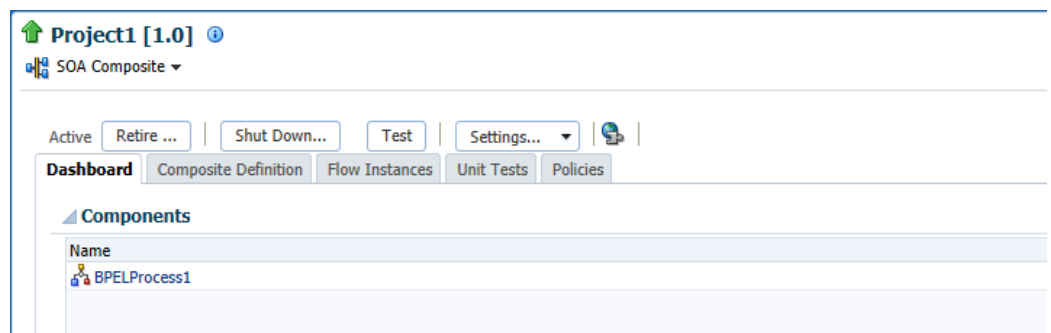 Project1 [1.0]
SOA Composite
Active Retire ... Shut Down... Test Settings...
Dashboard Composite Definition Flow Instances Unit Tests Policies
Components
Name
BPELProcess1